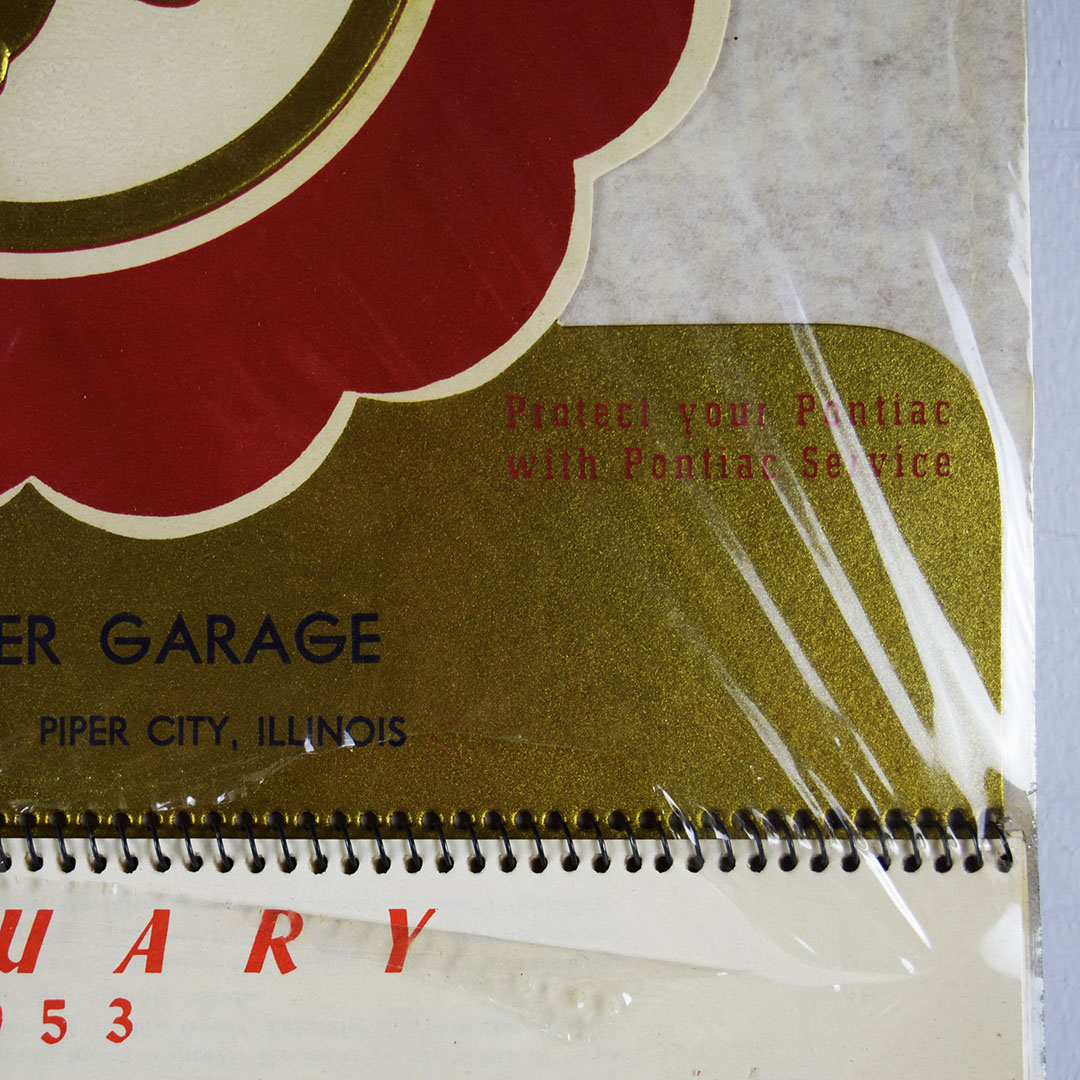 Protect your Pontiac
with Pontiac Service
ER GARAGE
PIPER CITY, ILLINOIS
UARY
953